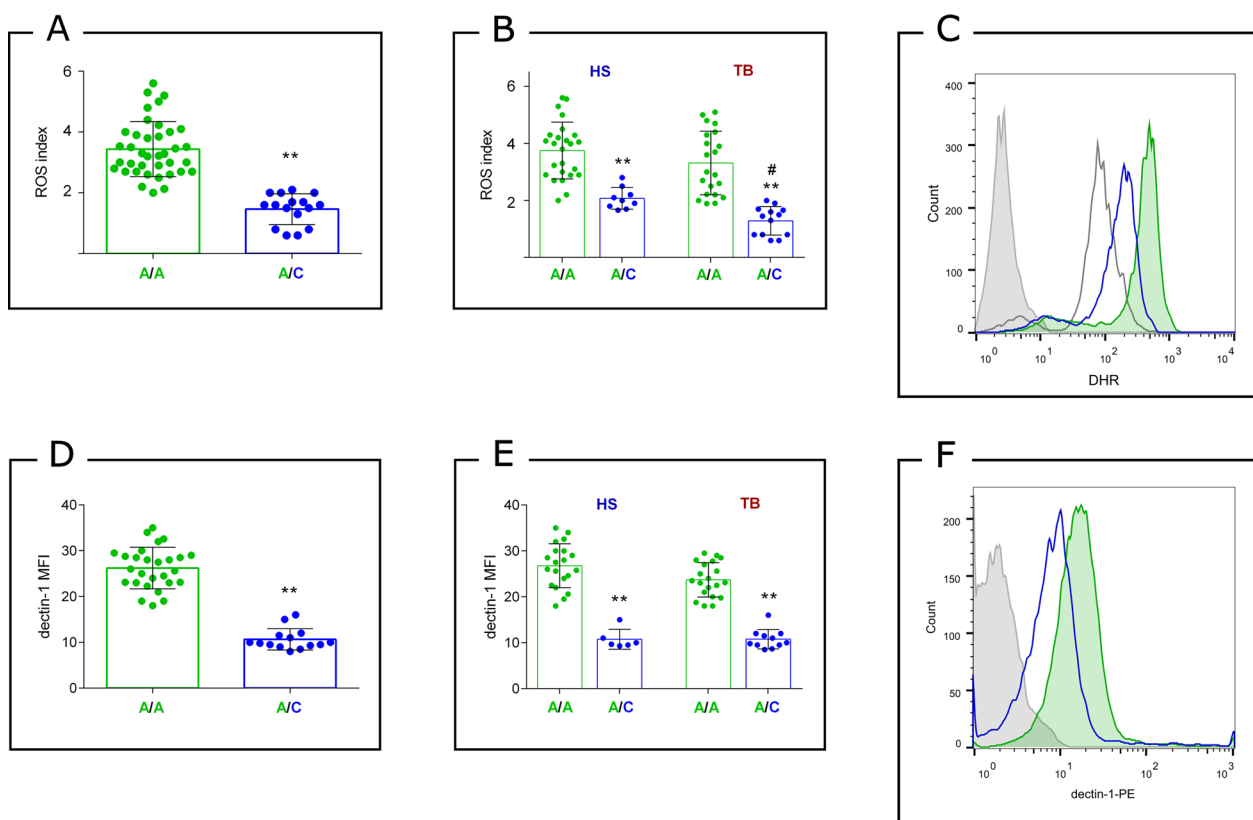 A
ROS index
6
4
2
**
A/A
A/C
B
HS
TB
ROS index
6
4
2
**
#
**
A/A
A/C
A/A
A/C
C
Count
400
300
200
100
0
10^0
10^1
10^2
10^3
10^4
DHR
D
dectin-1 MFI
40
30
20
10
0
**
A/A
A/C
E
HS
TB
dectin-1 MFI
40
30
20
10
0
**
**
A/A
A/C
A/A
A/C
F
Count
200
150
100
50
0
10^0
10^1
10^2
10^3
dectin-1-PE